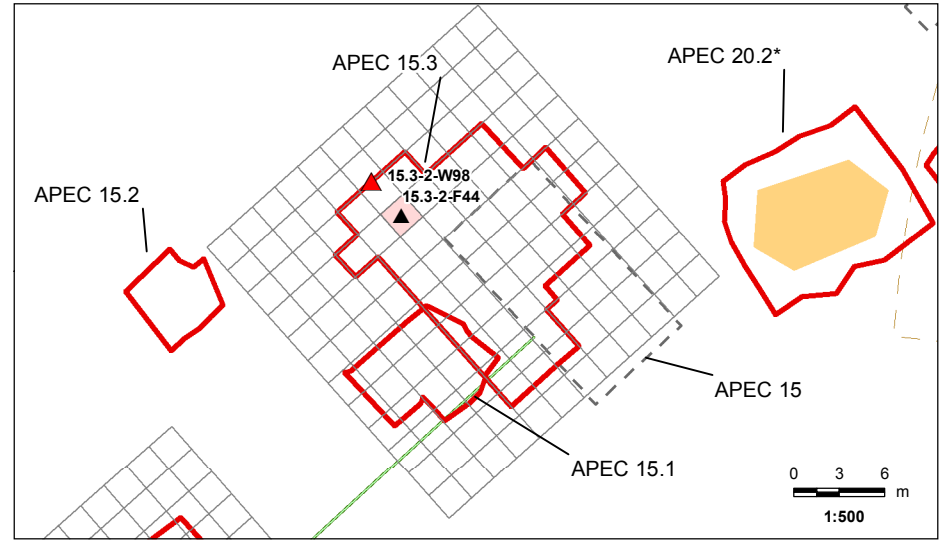 APEC 15.3
APEC 20.2*
15.3-2-W98
15.3-2-F44
APEC 15.2
APEC 15
APEC 15.1
0 3 6
m
1:500